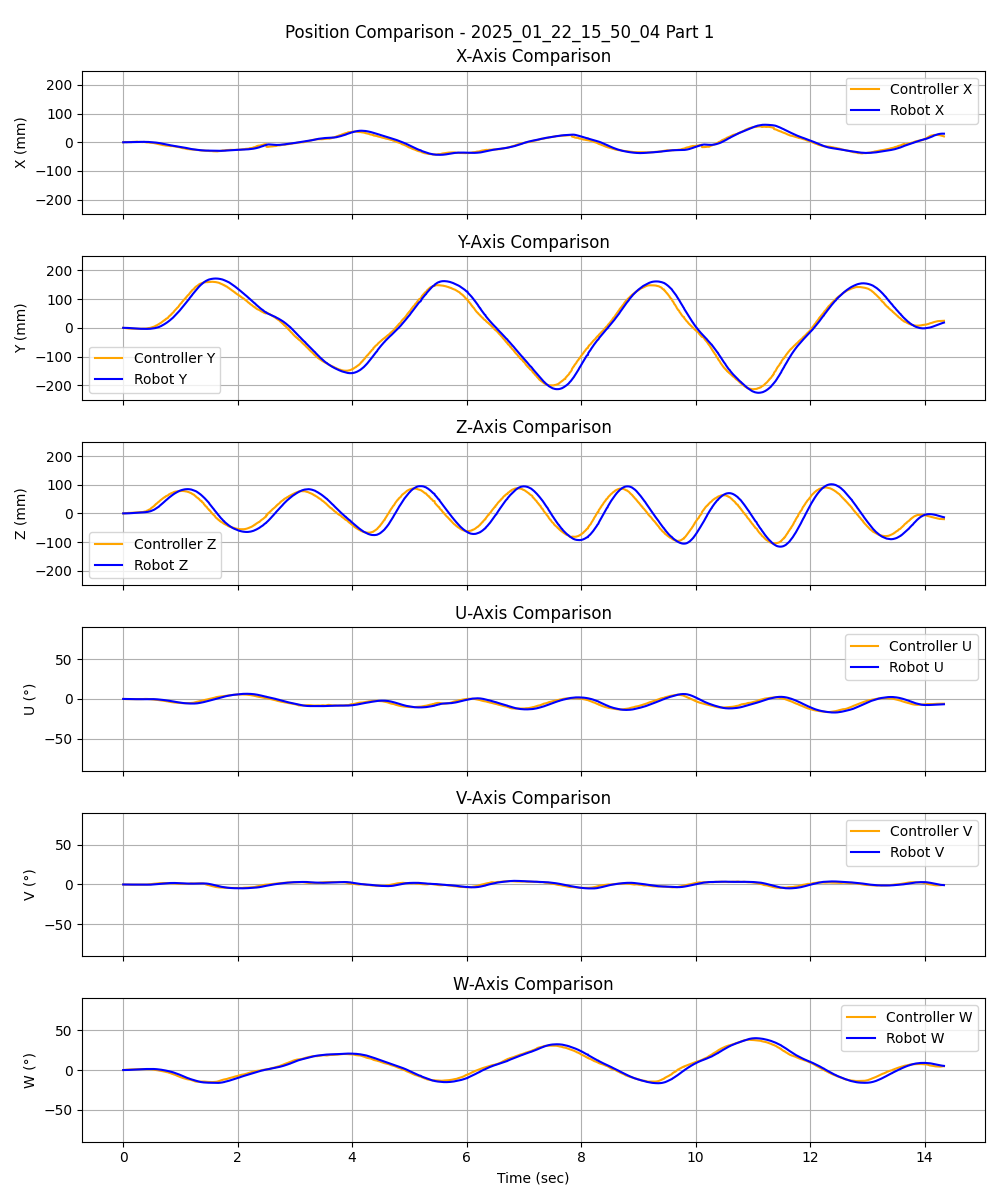 Position Comparison - 2025_01_22_15_50_04 Part 1
X-Axis Comparison
X (mm)
200
100
0
−100
−200
Controller X
Robot X
Y-Axis Comparison
Y (mm)
200
100
0
−100
−200
Controller Y
Robot Y
Z-Axis Comparison
Z (mm)
200
100
0
−100
−200
Controller Z
Robot Z
U-Axis Comparison
U (°)
50
0
−50
Controller U
Robot U
V-Axis Comparison
V (°)
50
0
−50
Controller V
Robot V
W-Axis Comparison
W (°)
50
0
−50
Controller W
Robot W
0 2 4 6 8 10 12 14
Time (sec)